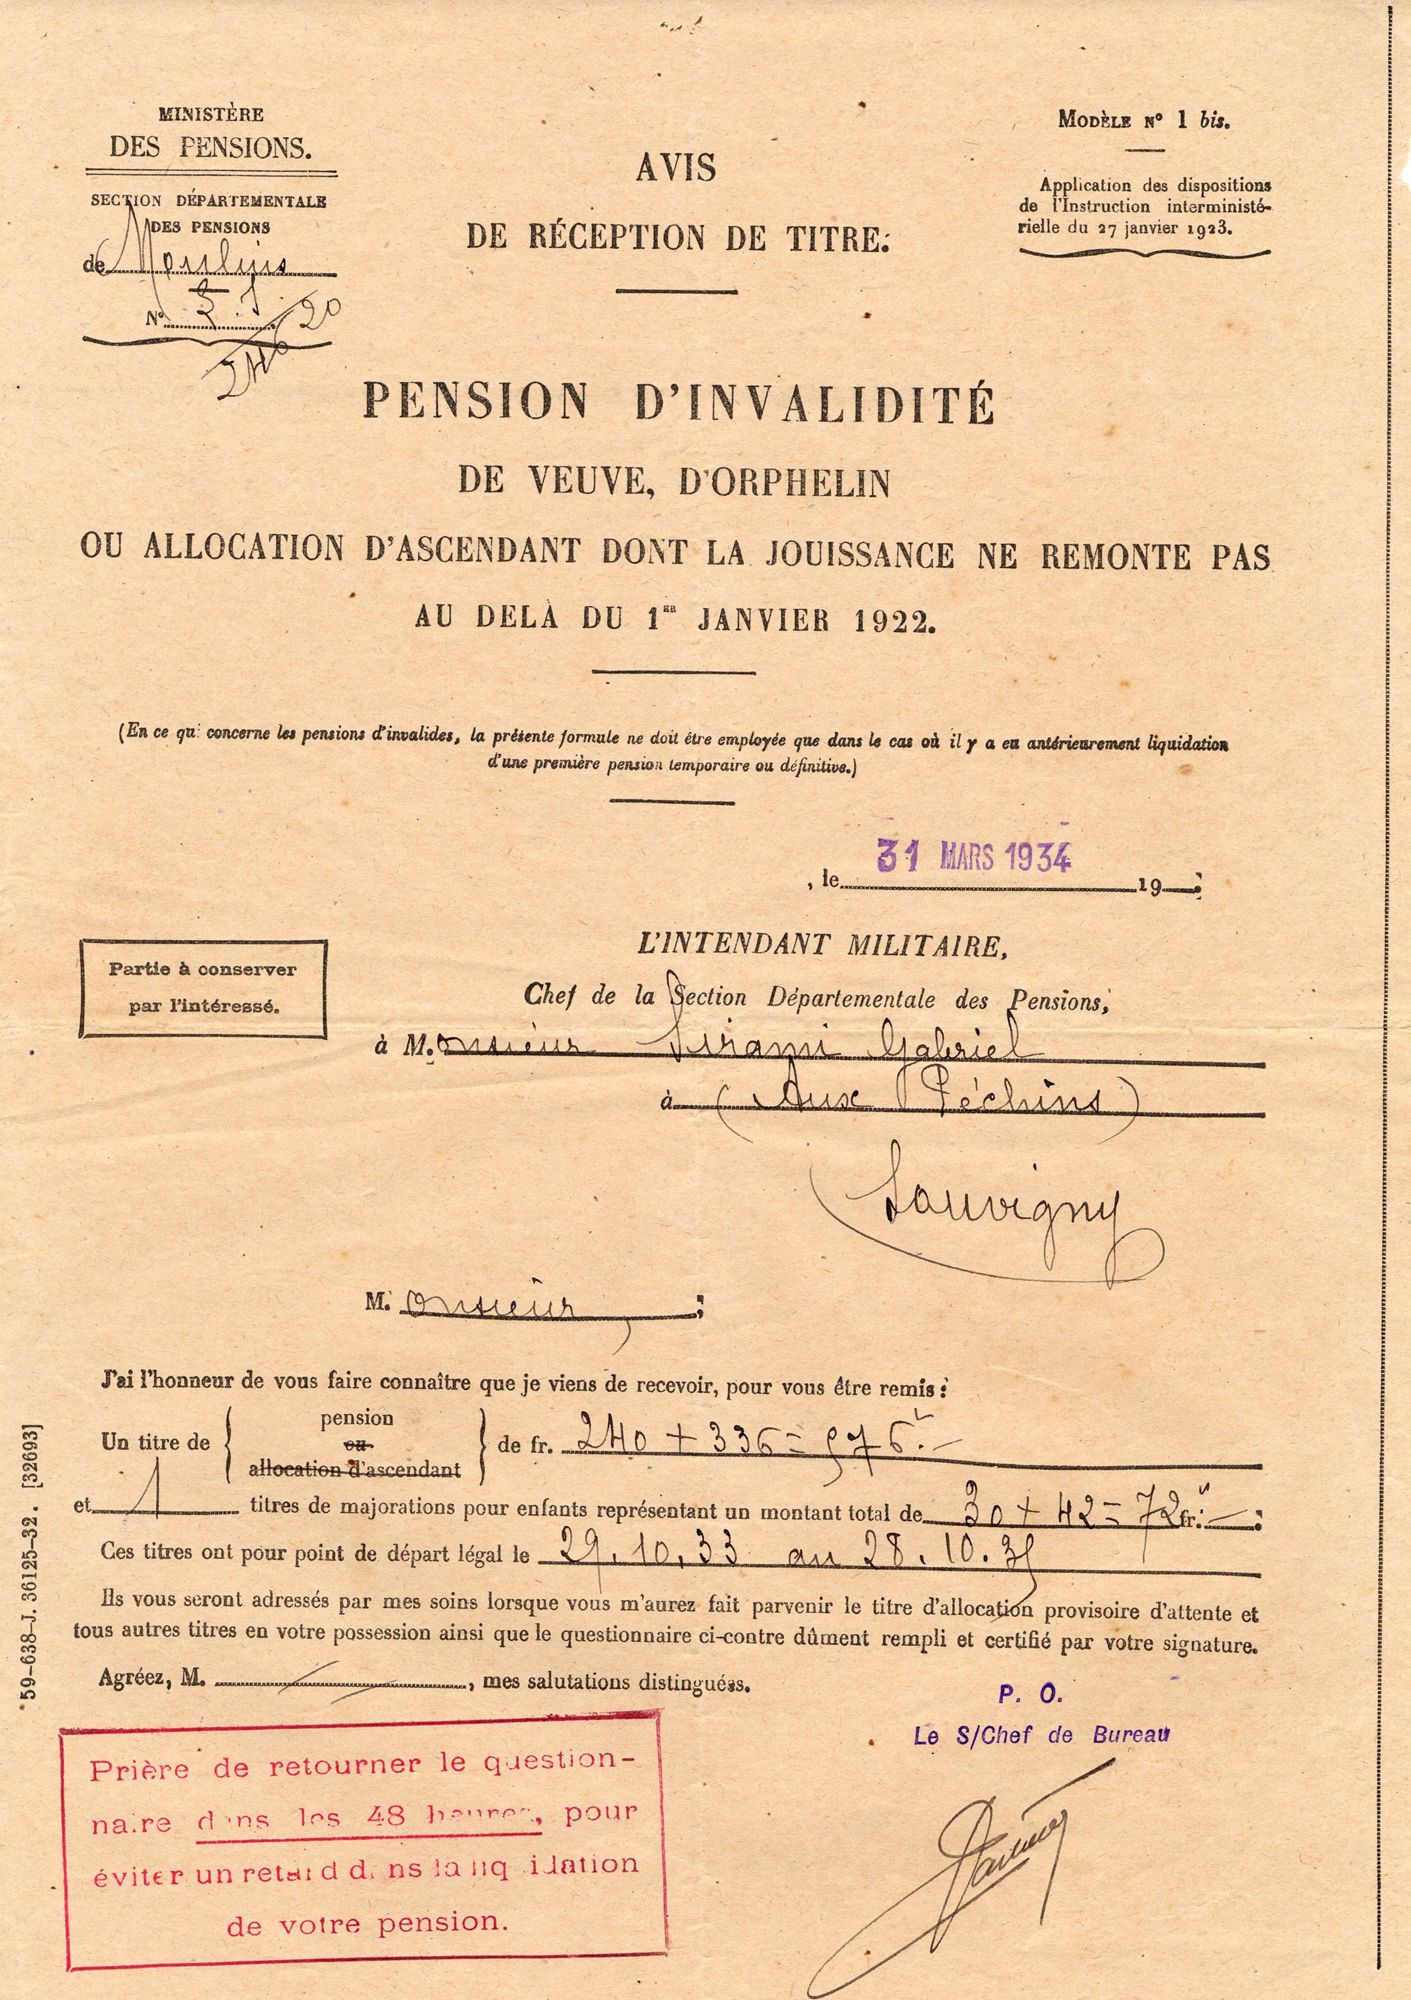 MINISTÈRE
DES PENSIONS.
SECTION DÉPARTEMENTALE
DES PENSIONS
de Moulins
N°
20
Modèle N° 1 bis.
Application des dispositions
de l'Instruction interministé-
rielle du 27 janvier 1923.
AVIS
DE RÉCEPTION DE TITRE.
PENSION D'INVALIDITÉ
DE VEUVE, D'ORPHELIN
OU ALLOCATION D'ASCENDANT DONT LA JOUISSANCE NE REMONTE PAS
AU DELÀ DU 1ER JANVIER 1922.
(En ce qui concerne les pensions d'invalides, la présente formule ne doit être employée que dans le cas où il y a eu antérieurement liquidation
d'une première pension temporaire ou définitive.)
, le 31 MARS 1934 19
Partie à conserver
par l'intéressé.
L'INTENDANT MILITAIRE,
Chef de la Section Départementale des Pensions,
à M.onsieur Sirami Gabriel
à (Aux Péchins)
Souvigny
M. onsieur,
J'ai l'honneur de vous faire connaître que je viens de recevoir, pour vous être remis :
Un titre de { pension ou allocation d'ascendant } de fr. 240 + 336 = 576.-
et 1 titres de majorations pour enfants représentant un montant total de 30 + 42 = 72 fr. ;
Ces titres ont pour point de départ légal le 29.10.33 au 28.10.35
Ils vous seront adressés par mes soins lorsque vous m'aurez fait parvenir le titre d'allocation provisoire d'attente et
tous autres titres en votre possession ainsi que le questionnaire ci-contre dûment rempli et certifié par votre signature.
Agréez, M. , mes salutations distinguées.
P. O.
Le S/Chef de Bureau
Prière de retourner le question-
naire dans les 48 heures, pour
éviter un retard dans la liquidation
de votre pension.
59-638-J. 36125-32. [32693]